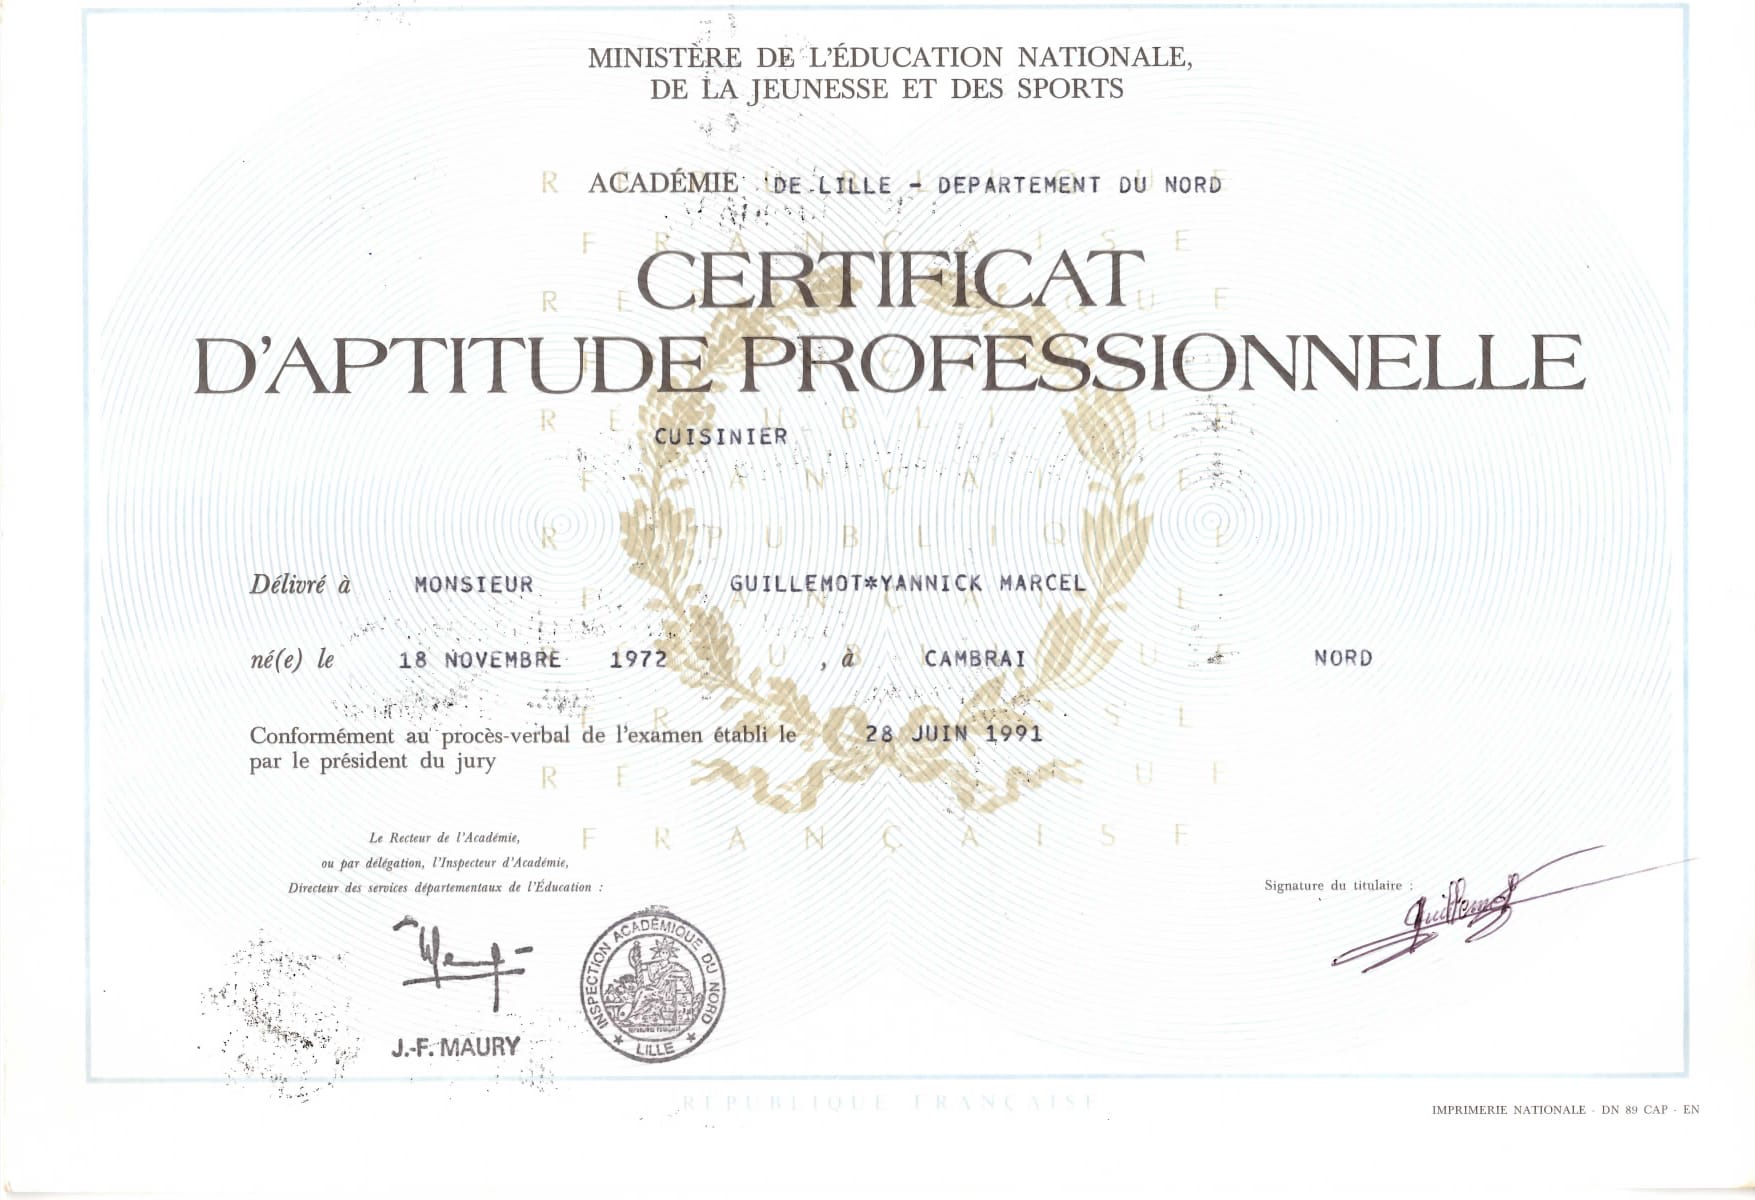 MINISTÈRE DE L'ÉDUCATION NATIONALE,
DE LA JEUNESSE ET DES SPORTS
ACADÉMIE DE LILLE - DEPARTEMENT DU NORD
CERTIFICAT
D'APTITUDE PROFESSIONNELLE
CUISINIER
Délivré à MONSIEUR GUILLEMOT*YANNICK MARCEL
né(e) le 18 NOVEMBRE 1972 , à CAMBRAI NORD
Conformément au procès-verbal de l'examen établi le 28 JUIN 1991
par le président du jury
Le Recteur de l'Académie,
ou par délégation, l'Inspecteur d'Académie,
Directeur des services départementaux de l'Éducation :
Signature du titulaire :
Guillemot
J.-F. MAURY
INSPECTION ACADÉMIQUE DU NORD
LILLE
RÉPUBLIQUE FRANÇAISE
IMPRIMERIE NATIONALE - DN 89 CAP - EN